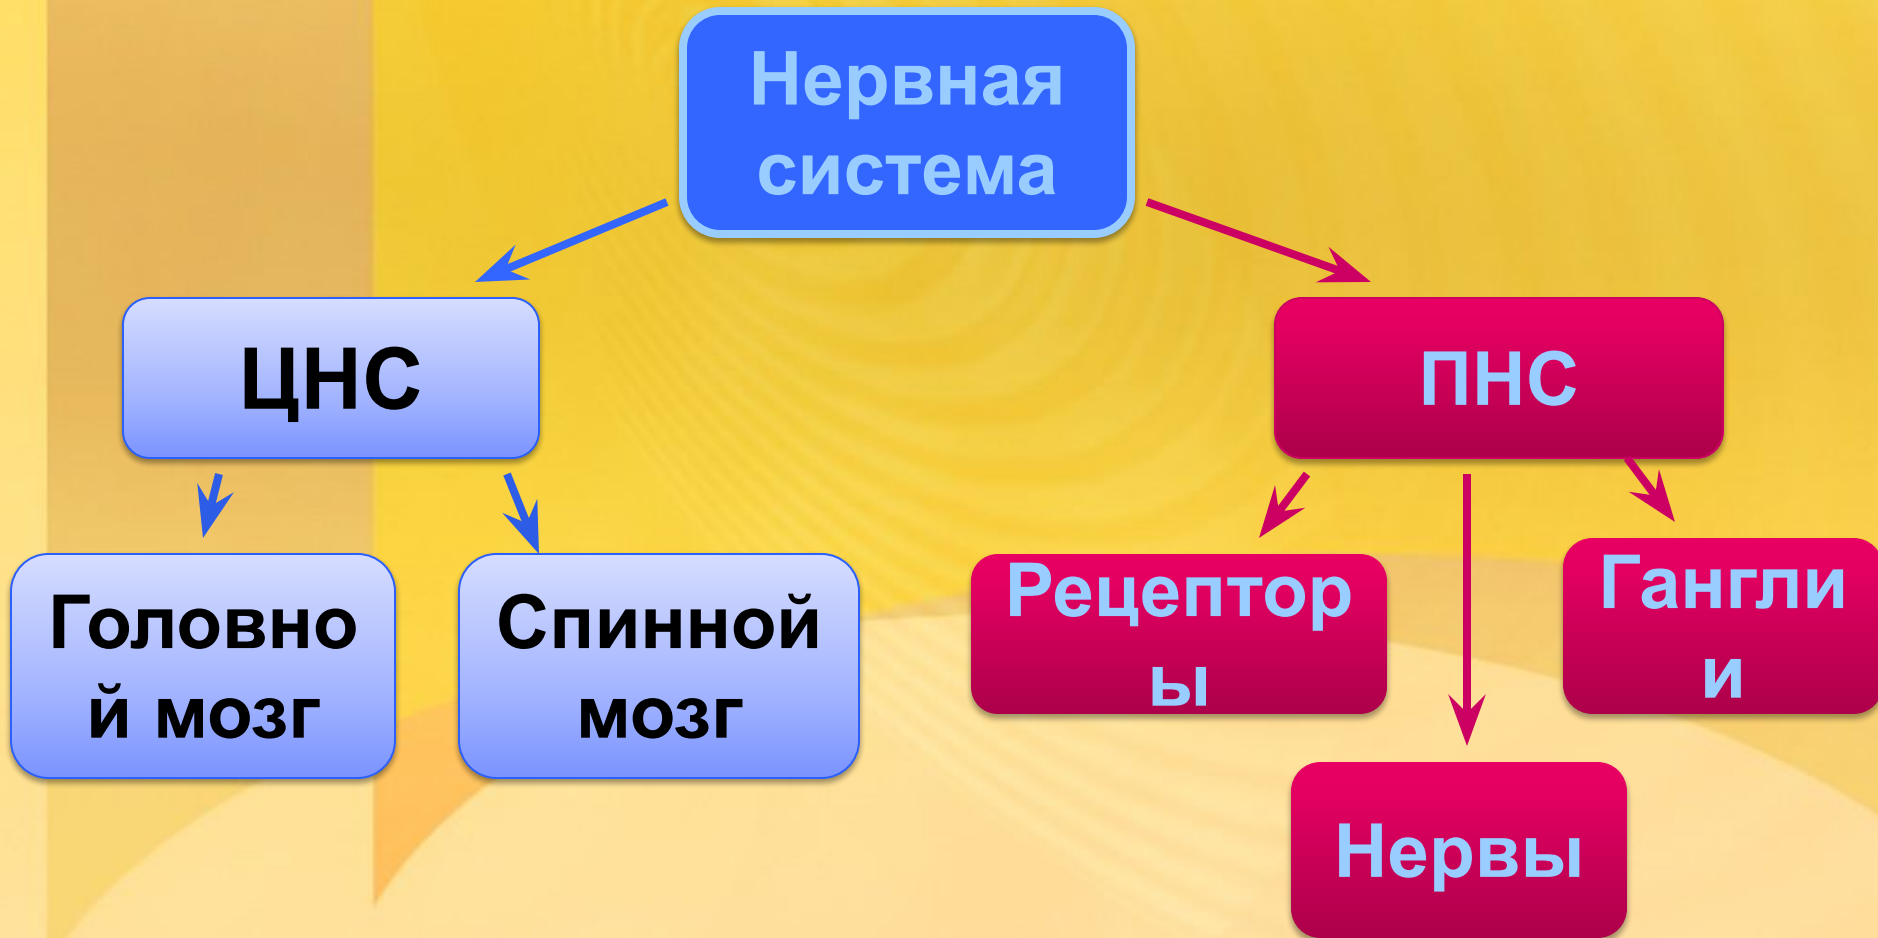 Нервная
система
ЦНС
ПНС
Головно
й мозг
Спинной
мозг
Рецептор
ы
Гангли
и
Нервы